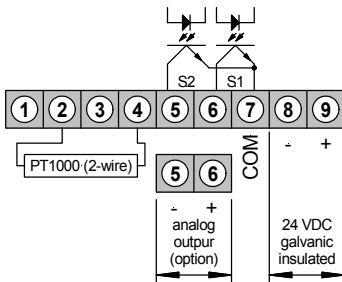 S2 S1
1 2 3 4 5 6 7 8 9
PT1000 (2-wire)
5 6
COM
- +
- +
analog
outpur
(option)
24 VDC
galvanic
insulated